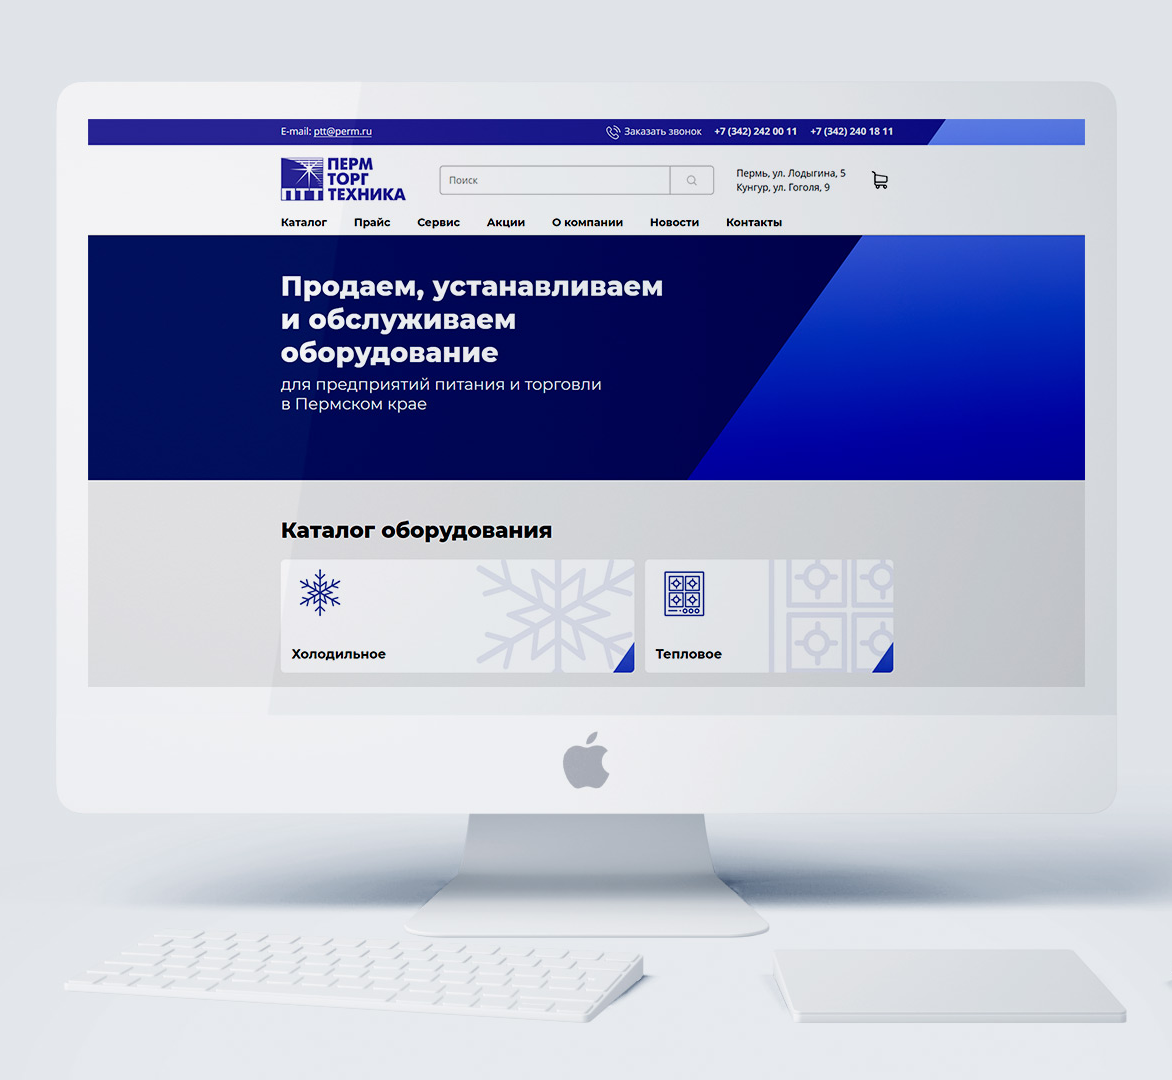 E-mail: ptt@perm.ru
Заказать звонок
+7 (342) 242 00 11
+7 (342) 240 18 11
ПЕРМ
ТОРГ
ТЕХНИКА
Поиск
Пермь, ул. Лодыгина, 5
Кунгур, ул. Гоголя, 9
Каталог Прайс Сервис Акции О компании Новости Контакты
Продаем, устанавливаем
и обслуживаем
оборудование
для предприятий питания и торговли
в Пермском крае
Каталог оборудования
Холодильное
Тепловое